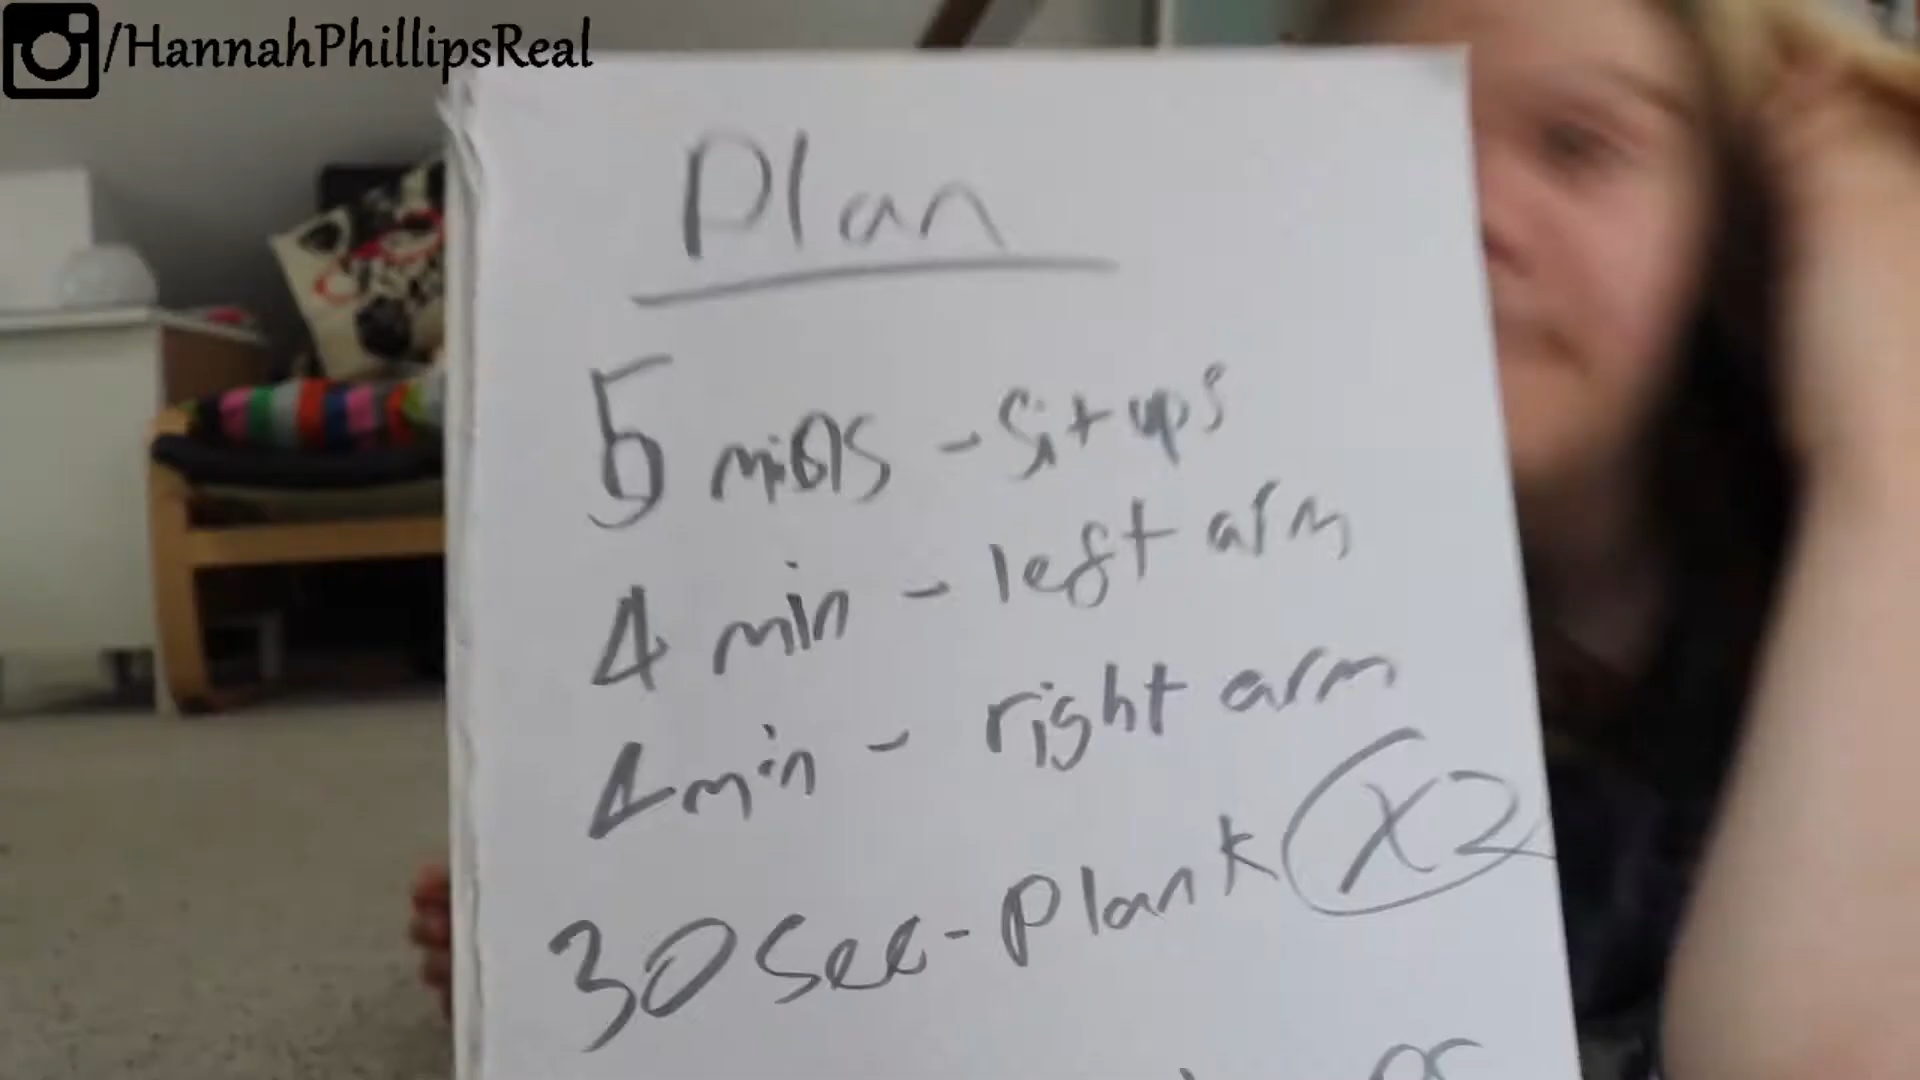 /HannahPhillipsReal
Plan
5 mins - Sit ups
4 min - left arm
4 min - right arm
30 sec - Plank X2